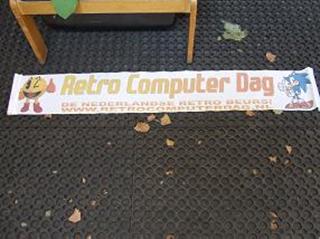 Retro Computer Dag
DE NEDERLANDSE RETRO BEURS!
WWW.RETROCOMPUTERDAG.NL